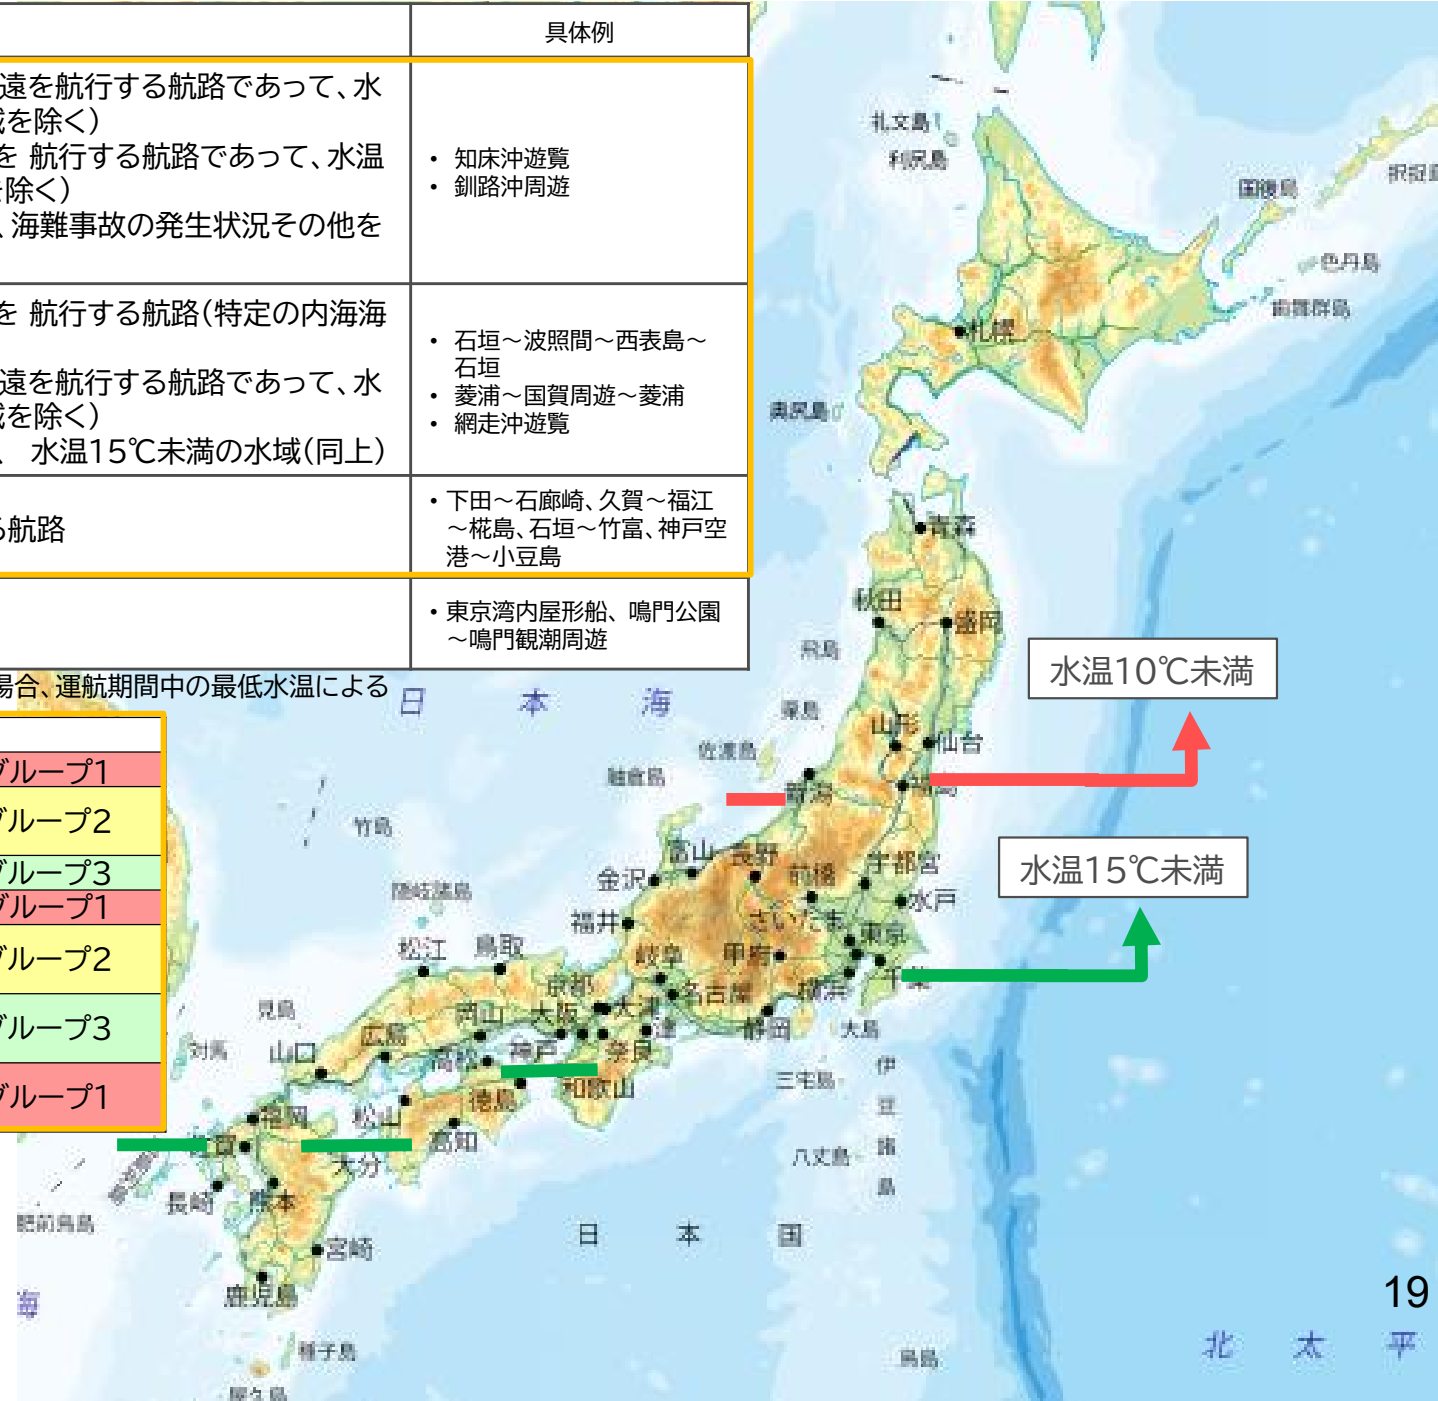 具体例
遠を航行する航路であって、水
域を除く）
を 航行する航路であって、水温
を除く）
、海難事故の発生状況その他を
• 知床沖遊覧
• 釧路沖周遊
を 航行する航路（特定の内海海
遠を航行する航路であって、水
域を除く）
、 水温15℃未満の水域（同上）
• 石垣～波照間～西表島～
石垣
• 菱浦～国賀周遊～菱浦
• 網走沖遊覧
る航路
• 下田～石廊崎、久賀～福江
～椛島、石垣～竹富、神戸空
港～小豆島
• 東京湾内屋形船、鳴門公園
～鳴門観潮周遊
場合、運航期間中の最低水温による
グループ1
グループ2
グループ3
グループ1
グループ2
グループ3
グループ1
水温10℃未満
水温15℃未満
礼文島
利尻島
国後島
択捉島
色丹島
歯舞群島
札幌
奥尻島
青森
秋田
盛岡
飛島
粟島
日本海
佐渡島
舳倉島
山形
仙台
新潟
福島
竹島
富山
長野
前橋
宇都宮
金沢
水戸
隠岐諸島
福井
さいたま
東京
松江
鳥取
岐阜
甲府
千葉
京都
大津
名古屋
横浜
見島
岡山
大阪
津
静岡
大島
対馬
山口
広島
高松
神戸
奈良
三宅島
伊豆諸島
和歌山
徳島
福岡
松山
高知
佐賀
大分
八丈島
長崎
熊本
肥前鳥島
日本国
宮崎
鹿児島
海
種子島
屋久島
鳥島
北太平
19